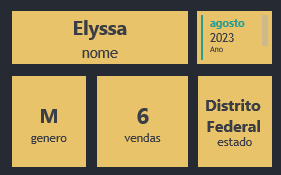 Elyssa
nome
agosto
2023
Ano
M
genero
6
vendas
Distrito
Federal
estado